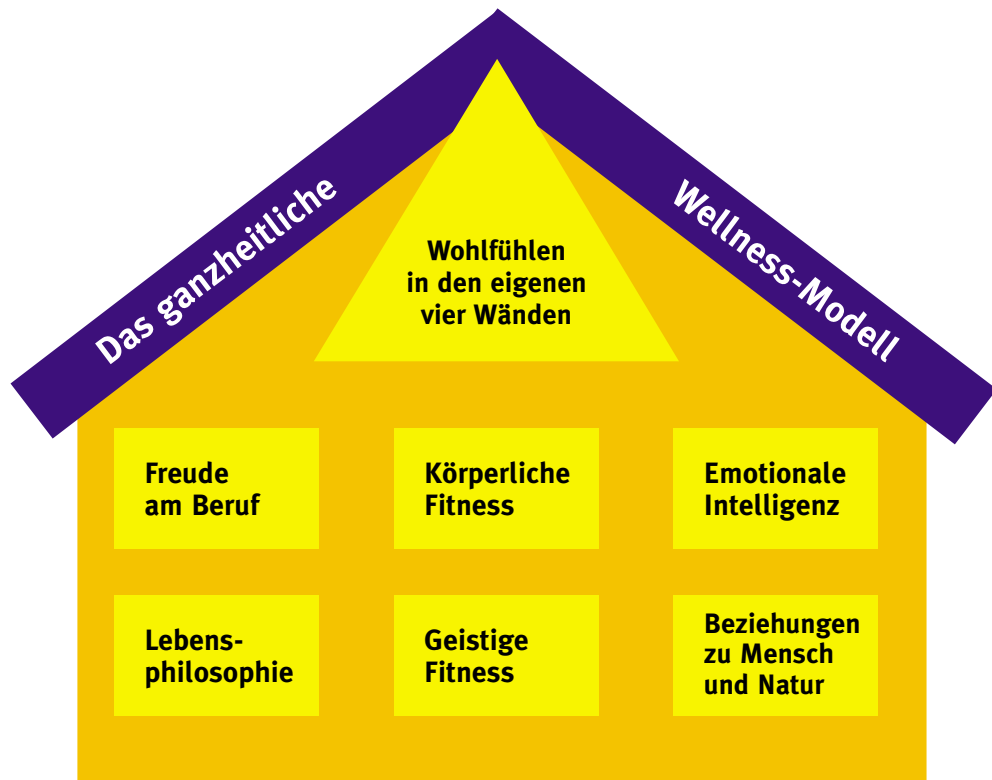 Das ganzheitliche
Wellness-Modell
Wohlfühlen
in den eigenen
vier Wänden
Freude
am Beruf
Körperliche
Fitness
Emotionale
Intelligenz
Lebens-
philosophie
Geistige
Fitness
Beziehungen
zu Mensch
und Natur